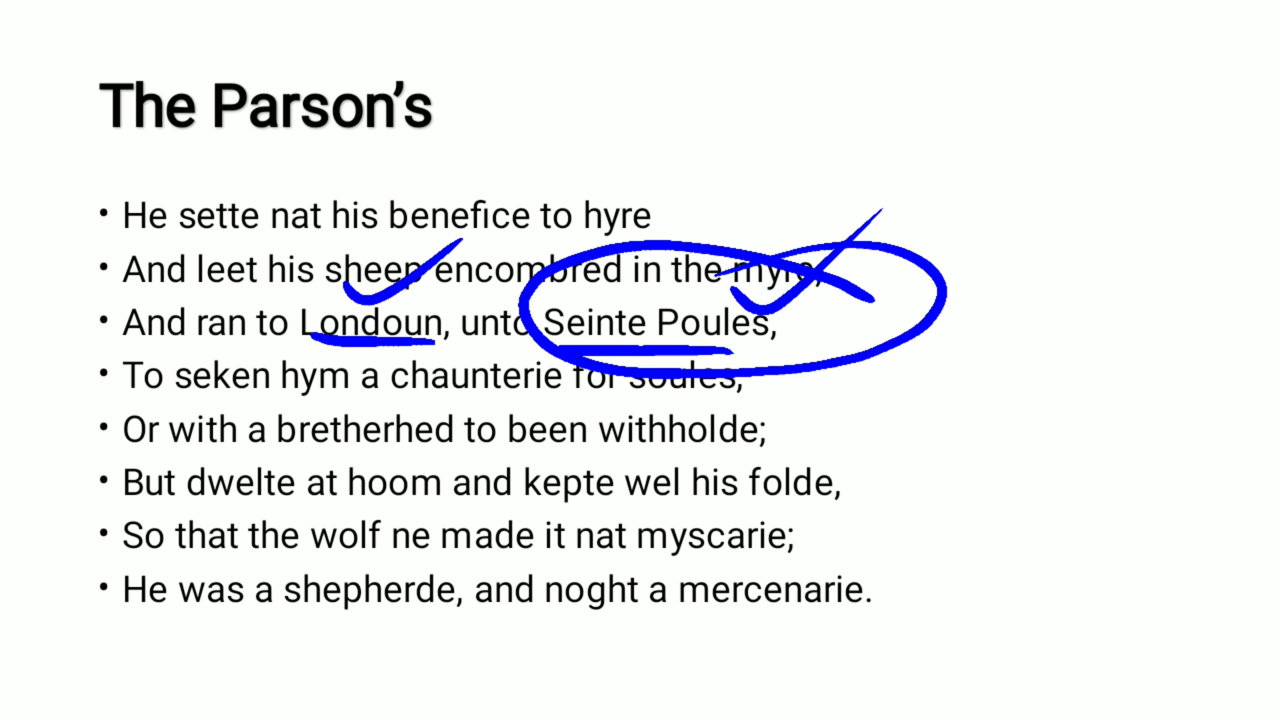 The Parson's
• He sette nat his benefice to hyre
• And leet his sheep encombred in the myre,
• And ran to Londoun, unto Seinte Poules,
• To seken hym a chaunterie for soules,
• Or with a bretherhed to been withholde;
• But dwelte at hoom and kepte wel his folde,
• So that the wolf ne made it nat myscarie;
• He was a shepherde, and noght a mercenarie.